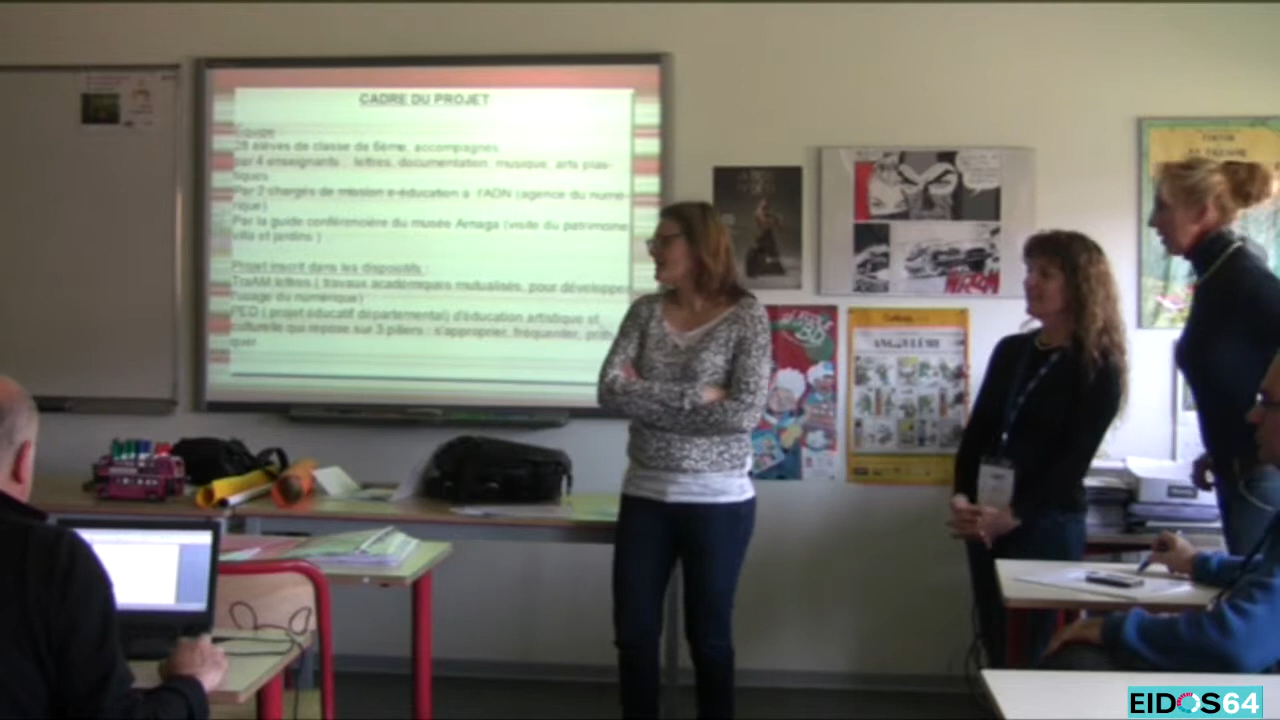 CADRE DU PROJET
Equipe
28 élèves de classe de 6ème, accompagnés
par 4 enseignants : lettres, documentation, musique, arts plas-
tiques
Par 2 chargés de mission e-éducation à l'ADN (agence du numé-
rique)
Par la guide conférencière du musée Arnaga (visite du patrimoine
villa et jardins )
Projet inscrit dans les dispositifs :
TraAM lettres ( travaux académiques mutualisés, pour développe
l'usage du numérique)
PED ( projet éducatif départemental) d'éducation artistique et
culturelle qui repose sur 3 piliers : s'approprier, fréquenter, prati
quer
ANGOULÊME
EIDOS64